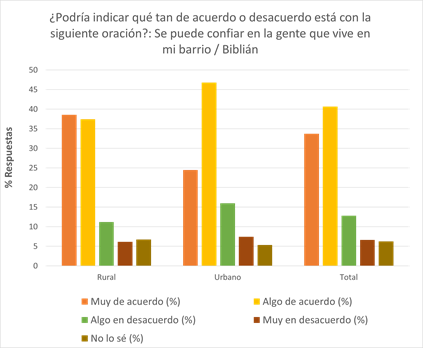 ¿Podría indicar qué tan de acuerdo o desacuerdo está con la
siguiente oración?: Se puede confiar en la gente que vive en
mi barrio / Biblián
% Respuestas
50
45
40
35
30
25
20
15
10
5
0
Rural Urbano Total
Muy de acuerdo (%) Algo de acuerdo (%)
Algo en desacuerdo (%) Muy en desacuerdo (%)
No lo sé (%)